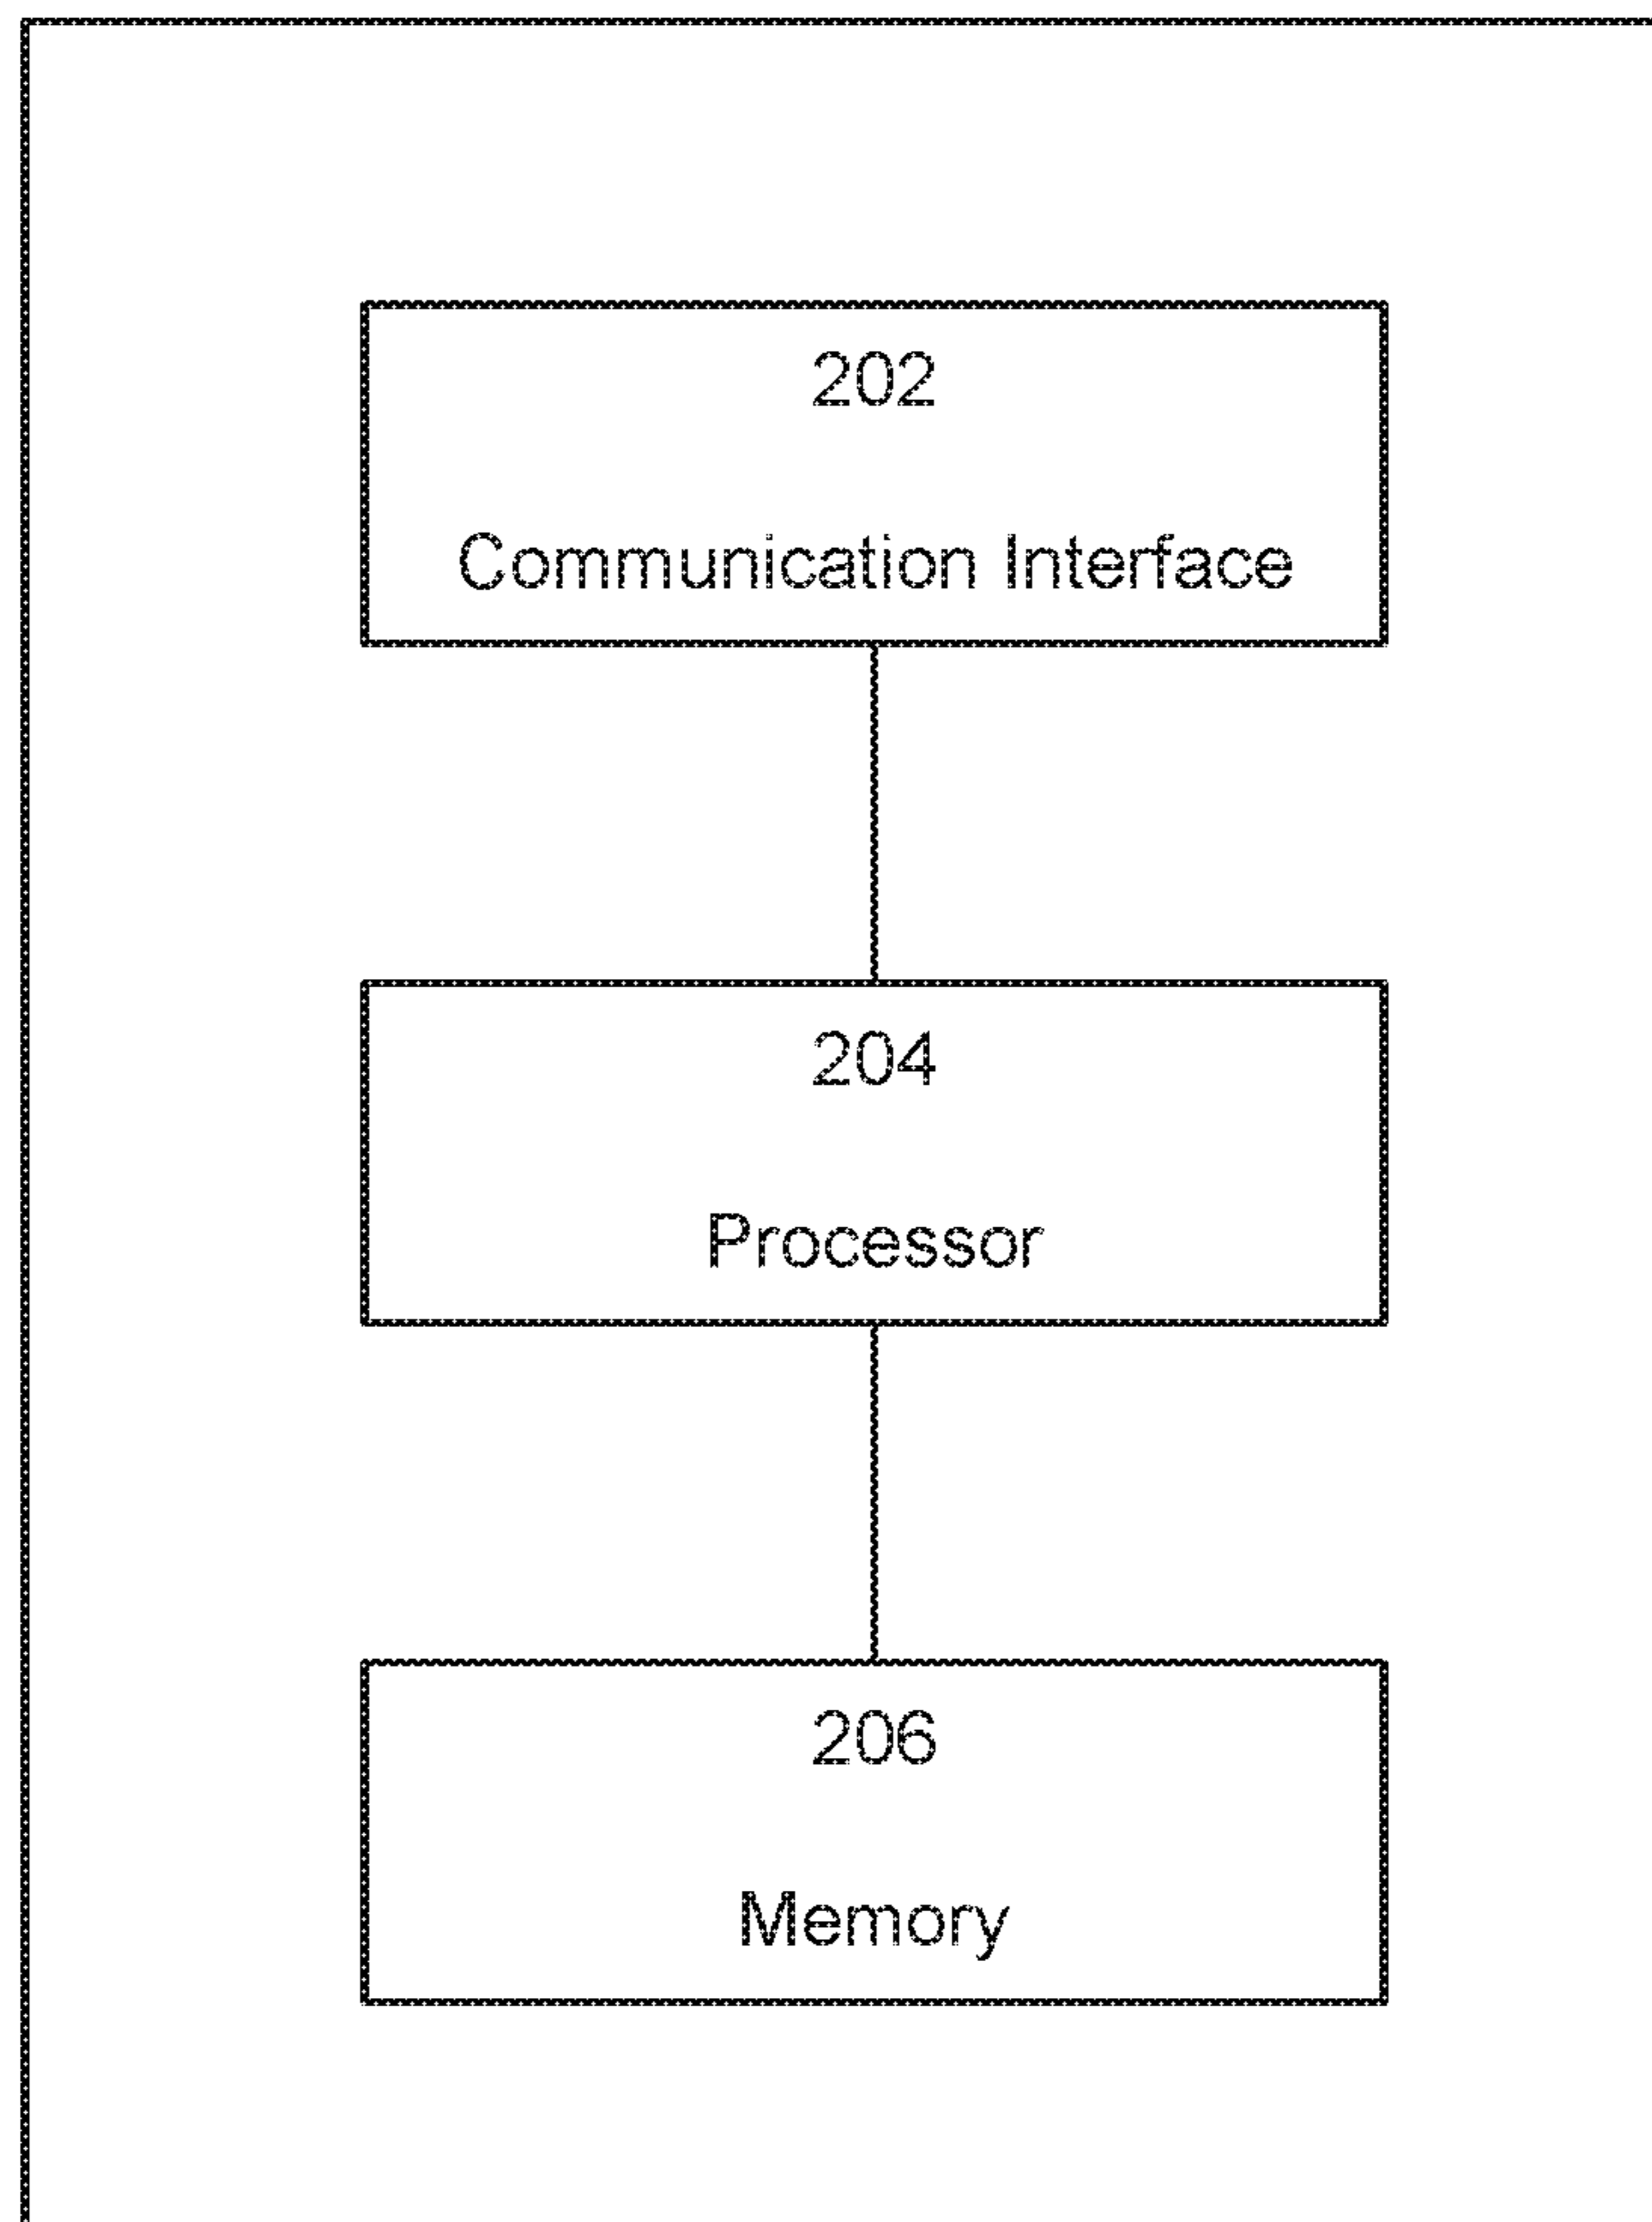 202
Communication Interface
204
Processor
206
Memory